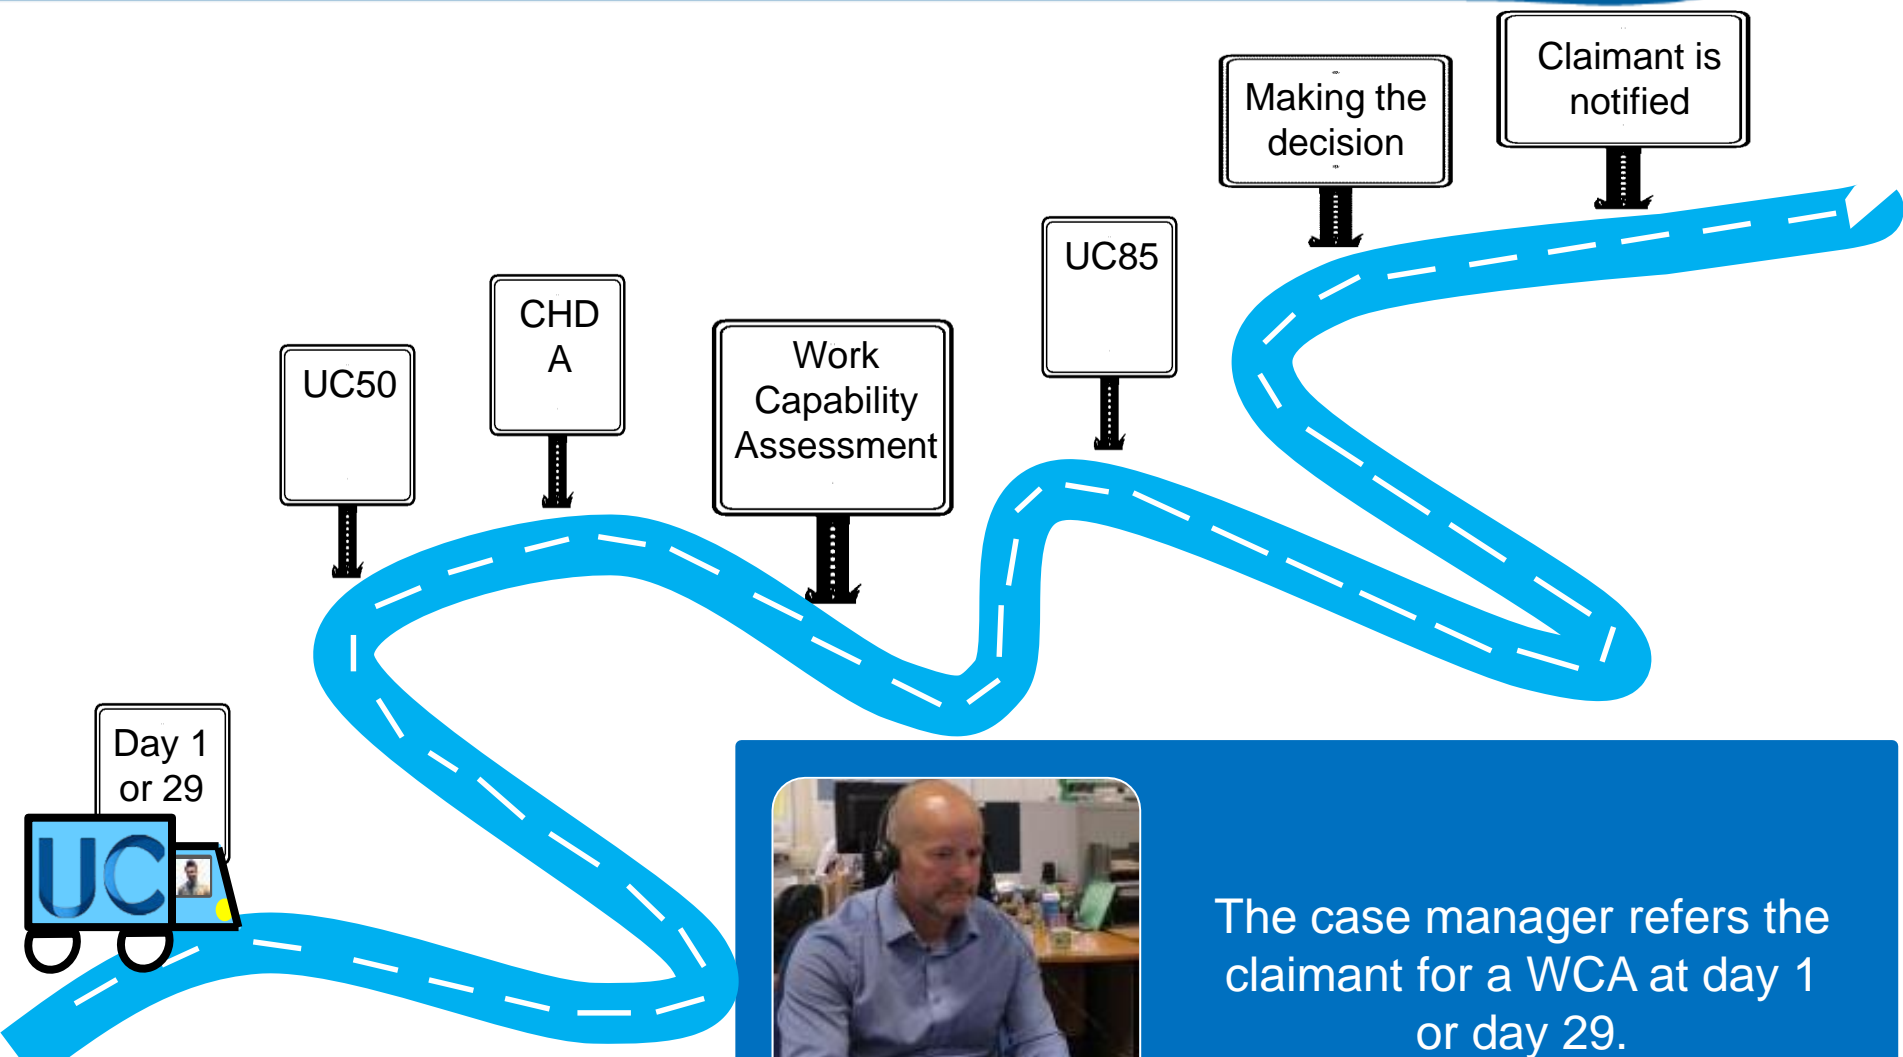 Claimant is
notified
Making the
decision
UC85
CHD
A
Work
Capability
Assessment
UC50
Day 1
or 29
UC
The case manager refers the
claimant for a WCA at day 1
or day 29.